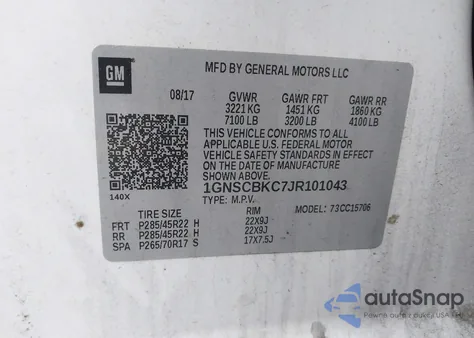 GM
MFD BY GENERAL MOTORS LLC
08/17 GVWR GAWR FRT GAWR RR
3221 KG 1451 KG 1860 KG
7100 LB 3200 LB 4100 LB
THIS VEHICLE CONFORMS TO ALL
APPLICABLE U.S. FEDERAL MOTOR
VEHICLE SAFETY STANDARDS IN EFFECT ON THE
DATE OF MANUFACTURE SHOWN ABOVE.
1GNSCBKC7JR101043
140X
TYPE: M.P.V. MODEL: 73CC15706
TIRE SIZE RIM
FRT P285/45R22 H 22X9J
RR P285/45R22 H 22X9J
SPA P265/70R17 S 17X7.5J
autoSnap